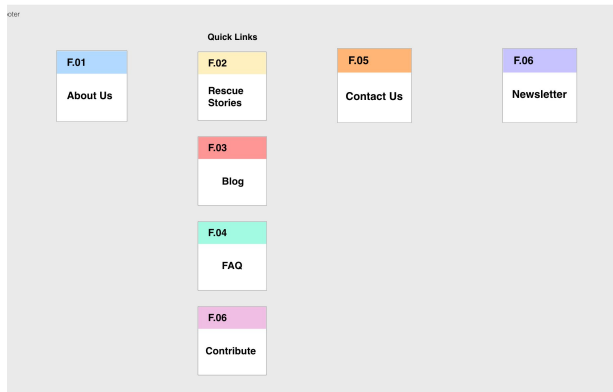 ooter
Quick Links
F.01
About Us
F.02
Rescue
Stories
F.03
Blog
F.04
FAQ
F.06
Contribute
F.05
Contact Us
F.06
Newsletter